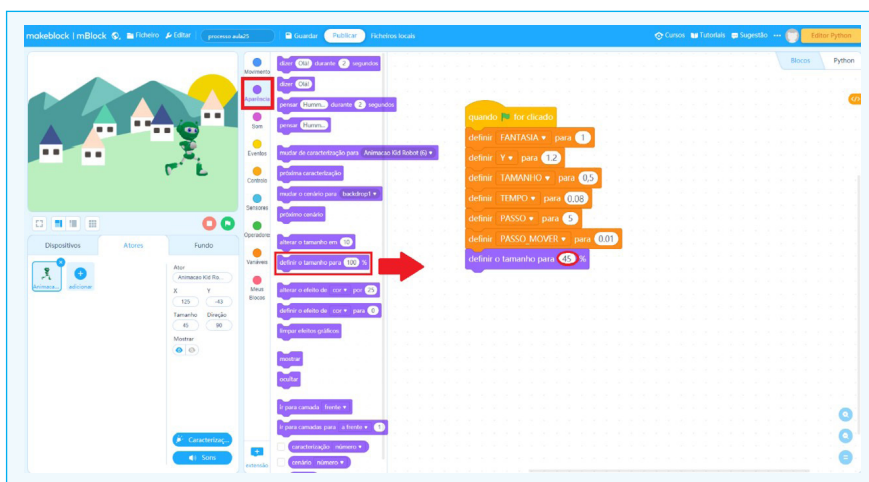 makeblock | mBlock Ficheiro Editar processo aula25 Guardar Publicar Ficheiros locais Cursos Tutoriais Sugestão Editor Python
Blocos Python
Movimento
Aparência
Som
Eventos
Controlo
Sensores
Operadores
Variáveis
Meus Blocos
extensão
dizer Olá! durante 2 segundos
dizer Olá!
pensar Humm... durante 2 segundos
pensar Humm...
mudar de caracterização para Animacao Kid Robot (6)
próxima caracterização
mudar o cenário para backdrop1
próximo cenário
alterar o tamanho em 10
definir o tamanho para 100 %
alterar o efeito de cor por 25
definir o efeito de cor para 0
limpar efeitos gráficos
mostrar
ocultar
ir para camada frente
ir para camadas para a frente 1
caracterização número
cenário número
quando for clicado
definir FANTASIA para 1
definir Y para 1.2
definir TAMANHO para 0,5
definir TEMPO para 0.08
definir PASSO para 5
definir PASSO_MOVER para 0.01
definir o tamanho para 45 %
Dispositivos Atores Fundo
Animaca...
adicionar
Ator
Animacao Kid Ro...
X Y
125 -43
Tamanho Direção
45 90
Mostrar
Caracterizaç...
Sons